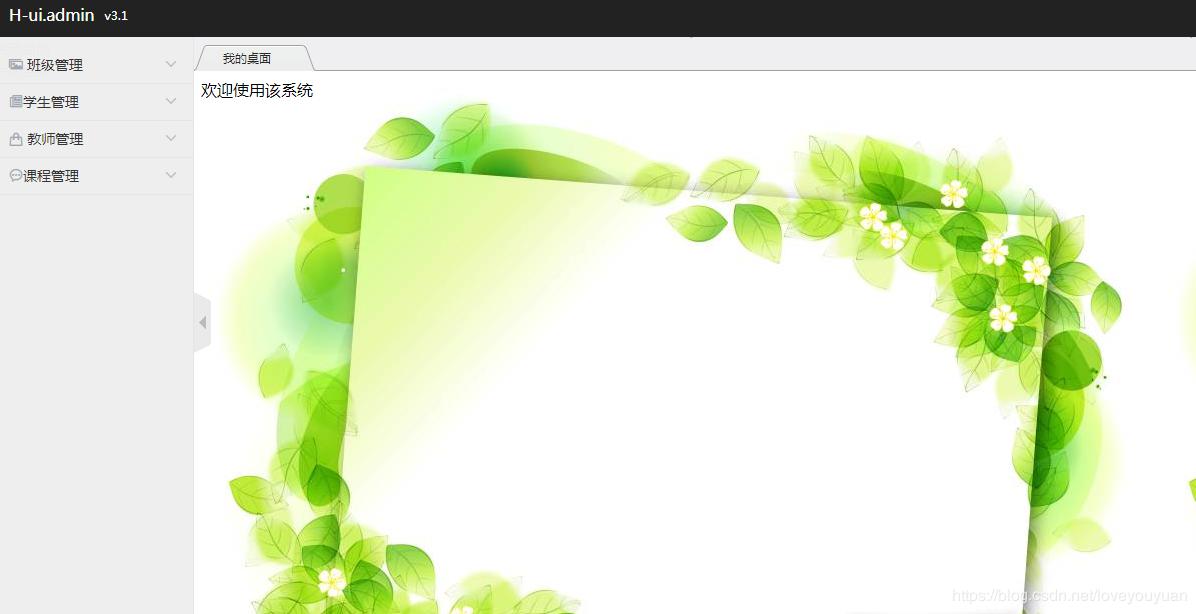 H-ui.admin v3.1
班级管理
学生管理
教师管理
课程管理
我的桌面
欢迎使用该系统
https://blog.csdn.net/loveyouyuan